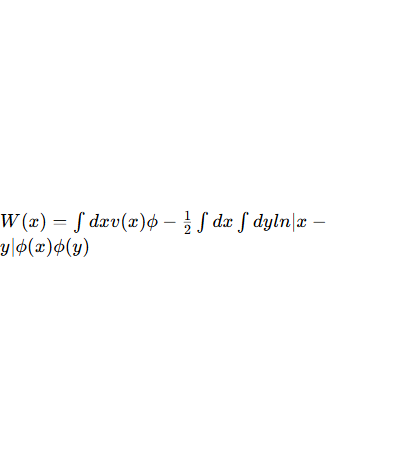 W(x) = ∫ dxv(x)ϕ − ½ ∫ dx ∫ dyln|x −
y|ϕ(x)ϕ(y)